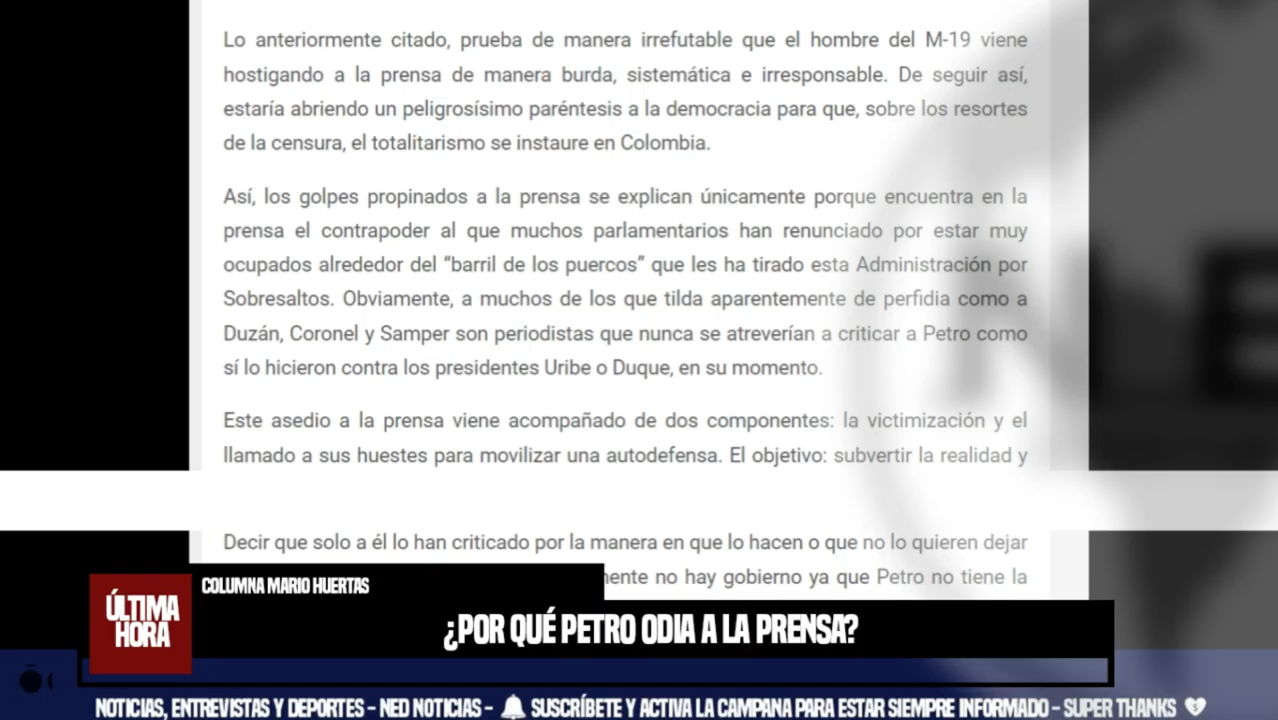 Lo anteriormente citado, prueba de manera irrefutable que el hombre del M-19 viene
hostigando a la prensa de manera burda, sistemática e irresponsable. De seguir así,
estaría abriendo un peligrosísimo paréntesis a la democracia para que, sobre los resortes
de la censura, el totalitarismo se instaure en Colombia.
Así, los golpes propinados a la prensa se explican únicamente porque encuentra en la
prensa el contrapoder al que muchos parlamentarios han renunciado por estar muy
ocupados alrededor del “barril de los puercos” que les ha tirado esta Administración por
Sobresaltos. Obviamente, a muchos de los que tilda aparentemente de perfidia como a
Duzán, Coronel y Samper son periodistas que nunca se atreverían a criticar a Petro como
sí lo hicieron contra los presidentes Uribe o Duque, en su momento.
Este asedio a la prensa viene acompañado de dos componentes: la victimización y el
llamado a sus huestes para movilizar una autodefensa. El objetivo: subvertir la realidad y
Decir que solo a él lo han criticado por la manera en que lo hacen o que no lo quieren dejar
no hay gobierno ya que Petro no tiene la
COLUMNA MARIO HUERTAS
ÚLTIMA
HORA
¿POR QUÉ PETRO ODIA A LA PRENSA?
NOTICIAS, ENTREVISTAS Y DEPORTES - NED NOTICIAS - SUSCRÍBETE Y ACTIVA LA CAMPANA PARA ESTAR SIEMPRE INFORMADO - SUPER THANKS